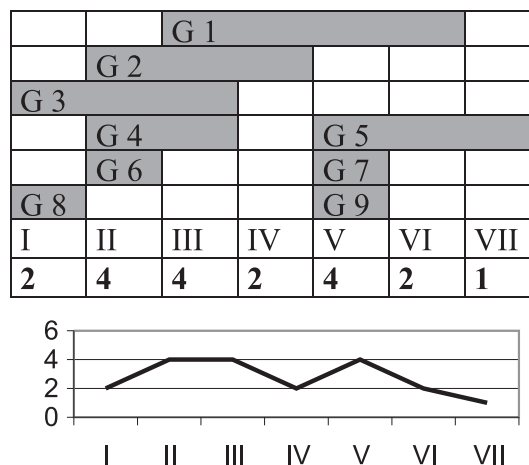 G 1
G 2
G 3
G 4 G 5
G 6 G 7
G 8 G 9
I II III IV V VI VII
2 4 4 2 4 2 1
6
4
2
0
I II III IV V VI VII